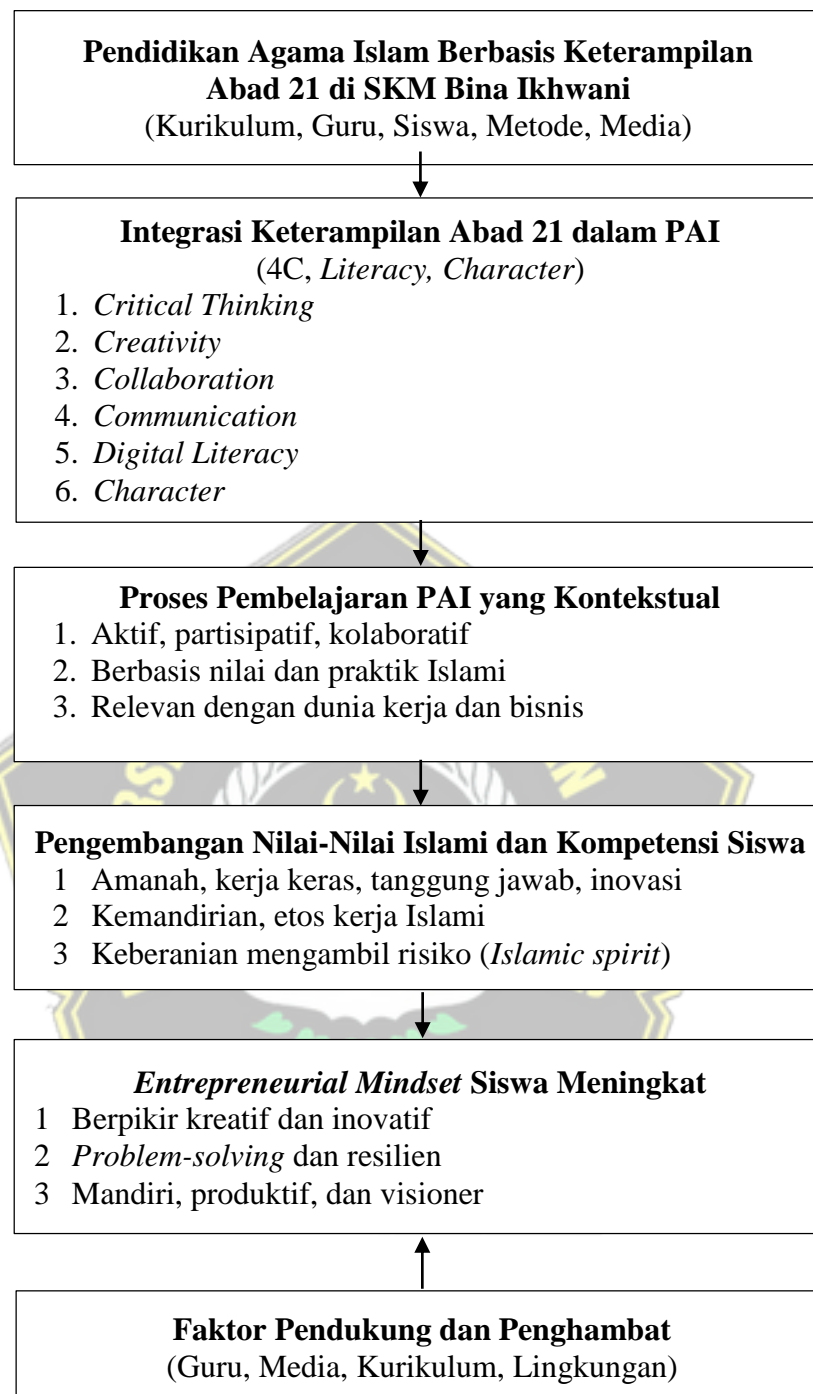 Pendidikan Agama Islam Berbasis Keterampilan
Abad 21 di SKM Bina Ikhwani
(Kurikulum, Guru, Siswa, Metode, Media)
Integrasi Keterampilan Abad 21 dalam PAI
(4C, Literacy, Character)
1. Critical Thinking
2. Creativity
3. Collaboration
4. Communication
5. Digital Literacy
6. Character
Proses Pembelajaran PAI yang Kontekstual
1. Aktif, partisipatif, kolaboratif
2. Berbasis nilai dan praktik Islami
3. Relevan dengan dunia kerja dan bisnis
Pengembangan Nilai-Nilai Islami dan Kompetensi Siswa
1 Amanah, kerja keras, tanggung jawab, inovasi
2 Kemandirian, etos kerja Islami
3 Keberanian mengambil risiko (Islamic spirit)
Entrepreneurial Mindset Siswa Meningkat
1 Berpikir kreatif dan inovatif
2 Problem-solving dan resilien
3 Mandiri, produktif, dan visioner
Faktor Pendukung dan Penghambat
(Guru, Media, Kurikulum, Lingkungan)